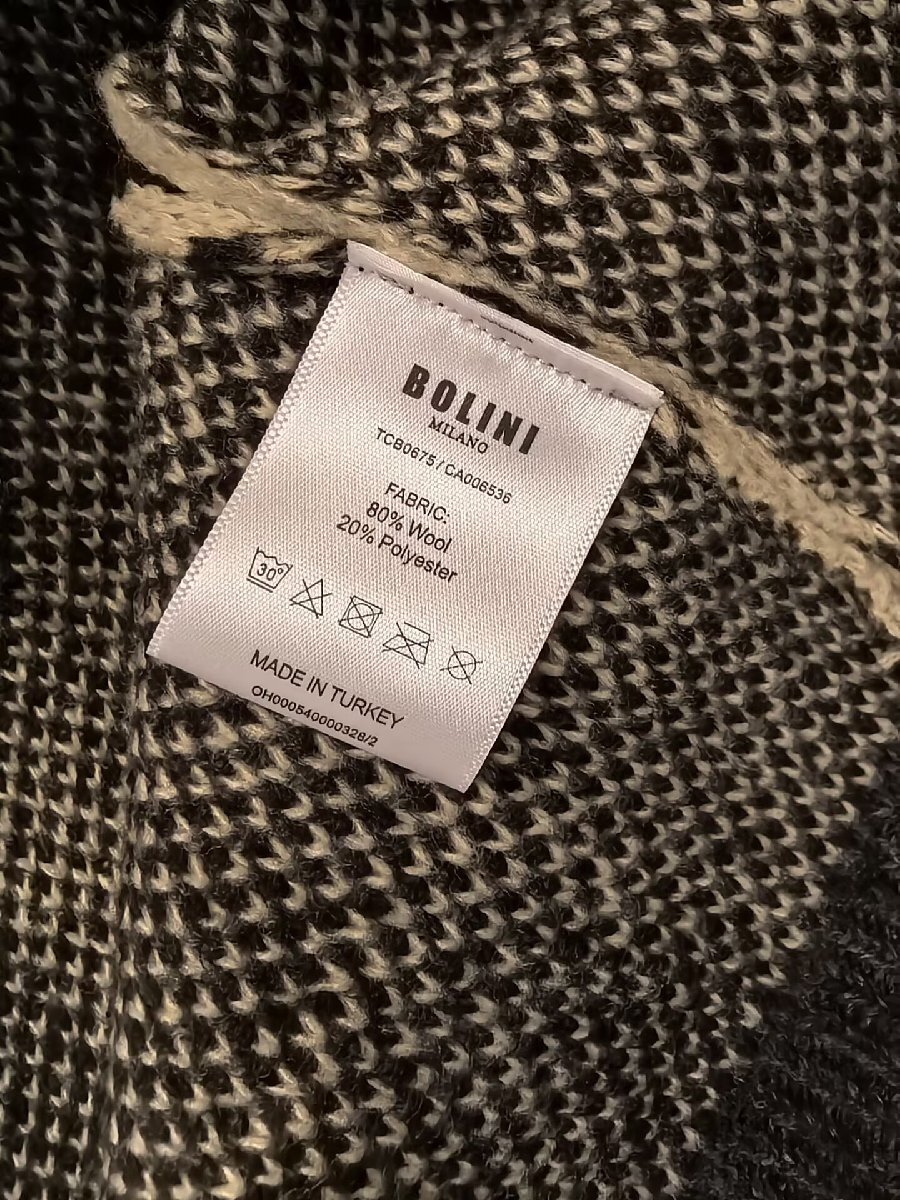 BOLINI
MILANO
TCB0675 / CA006536
FABRIC:
80% Wool
20% Polyester
30°
MADE IN TURKEY
OH000540000328/2